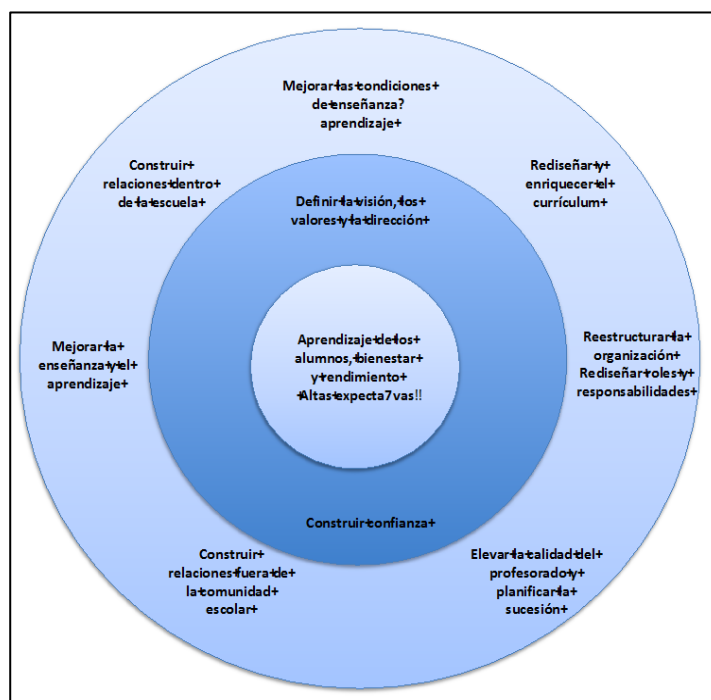 Mejorar+las+condiciones+
de+enseñanza?
aprendizaje+
Construir+
relaciones+dentro+
de+la+escuela+
Rediseñar+y+
enriquecer+el+
currículum+
Definir+la+visión,+los+
valores+y+la+dirección+
Mejorar+la+
enseñanza+y+el+
aprendizaje+
Aprendizaje+de+los+
alumnos,+bienestar+
y+rendimiento+
+Altas+expecta7vas!!
Reestructurar+la+
organización+
Rediseñar+roles+y+
responsabilidades+
Construir+confianza+
Construir+
relaciones+fuera+de+
la+comunidad+
escolar+
Elevar+la+calidad+del+
profesorado+y+
planificar+la+
sucesión+